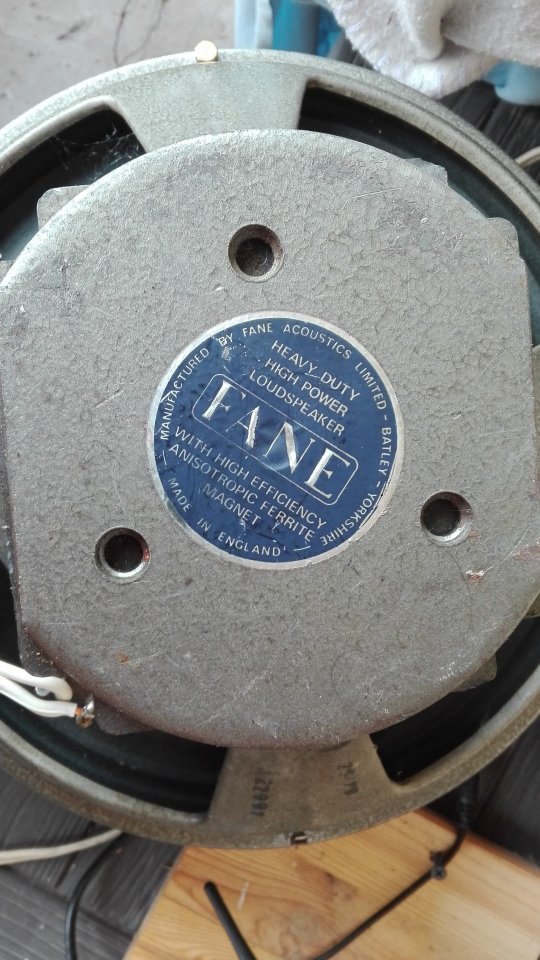 MANUFACTURED BY FANE ACOUSTICS LIMITED - BATLEY - YORKSHIRE
HEAVY DUTY
HIGH POWER
LOUDSPEAKER
FANE
WITH HIGH EFFICIENCY
ANISOTROPIC FERRITE
MAGNET
MADE IN ENGLAND